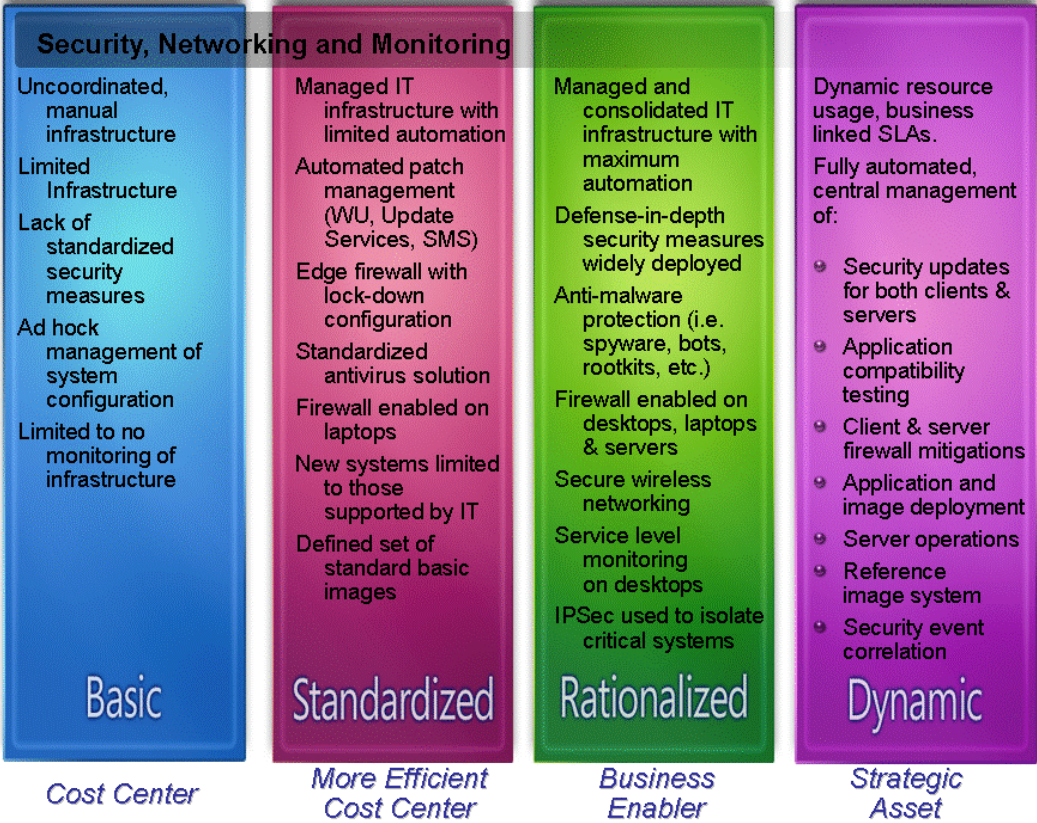 Security, Networking and Monitoring
Uncoordinated,
manual
infrastructure
Limited
Infrastructure
Lack of
standardized
security
measures
Ad hock
management of
system
configuration
Limited to no
monitoring of
infrastructure
Basic
Cost Center
Managed IT
infrastructure with
limited automation
Automated patch
management
(WU, Update
Services, SMS)
Edge firewall with
lock-down
configuration
Standardized
antivirus solution
Firewall enabled on
laptops
New systems limited
to those
supported by IT
Defined set of
standard basic
images
Standardized
More Efficient
Cost Center
Managed and
consolidated IT
infrastructure with
maximum
automation
Defense-in-depth
security measures
widely deployed
Anti-malware
protection (i.e.
spyware, bots,
rootkits, etc.)
Firewall enabled on
desktops, laptops
& servers
Secure wireless
networking
Service level
monitoring
on desktops
IPSec used to isolate
critical systems
Rationalized
Business
Enabler
Dynamic resource
usage, business
linked SLAs.
Fully automated,
central management
of:
Security updates
for both clients &
servers
Application
compatibility
testing
Client & server
firewall mitigations
Application and
image deployment
Server operations
Reference
image system
Security event
correlation
Dynamic
Strategic
Asset